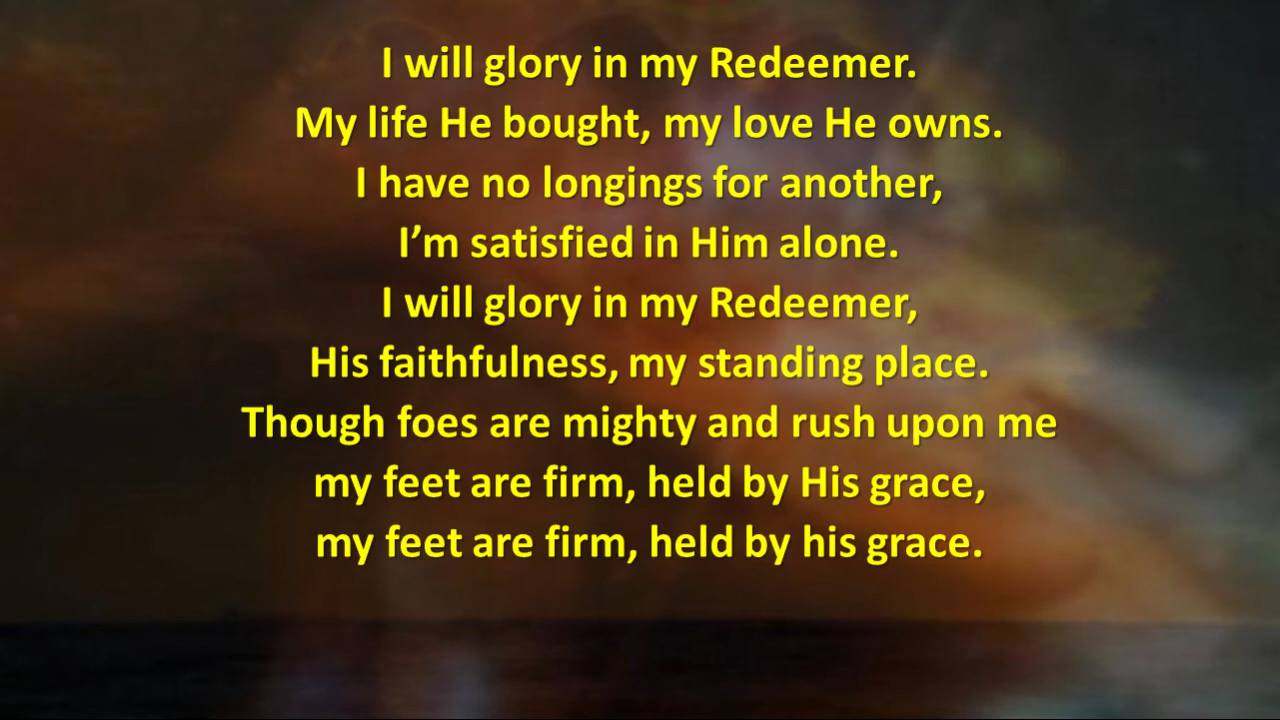 I will glory in my Redeemer.
My life He bought, my love He owns.
I have no longings for another,
I’m satisfied in Him alone.
I will glory in my Redeemer,
His faithfulness, my standing place.
Though foes are mighty and rush upon me
my feet are firm, held by His grace,
my feet are firm, held by his grace.